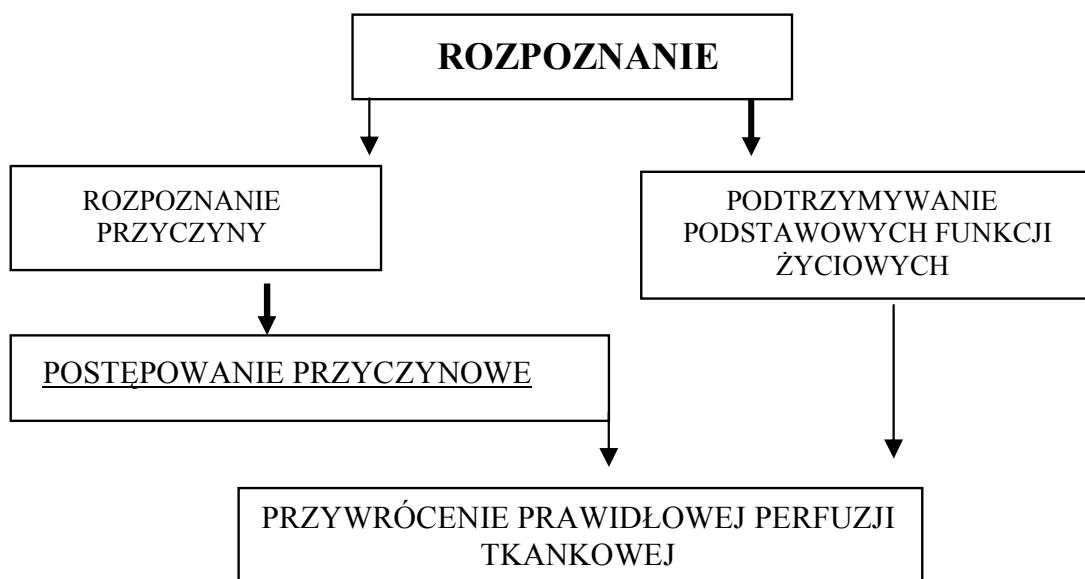 ROZPOZNANIE
ROZPOZNANIE
PRZYCZYNY
PODTRZYMYWANIE
PODSTAWOWYCH FUNKCJI
ŻYCIOWYCH
POSTĘPOWANIE PRZYCZYNOWE
PRZYWRÓCENIE PRAWIDŁOWEJ PERFUZJI
TKANKOWEJ